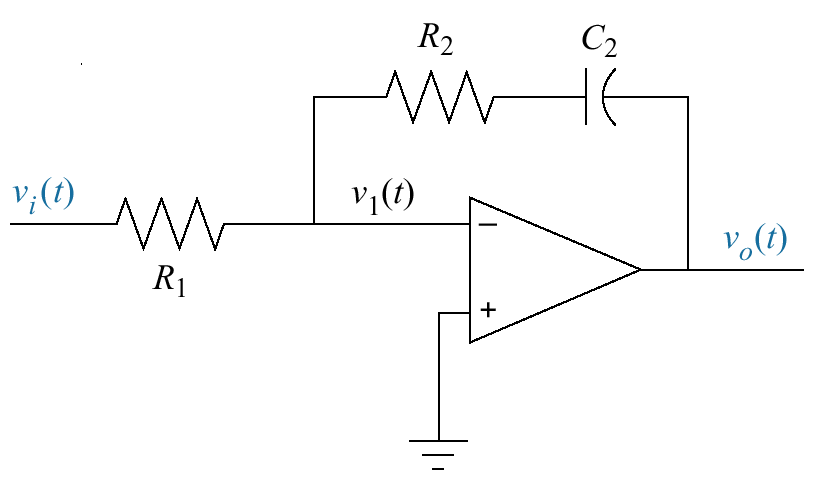 R₂
C₂
vᵢ(t)
v₁(t)
R₁
−
vₒ(t)
+